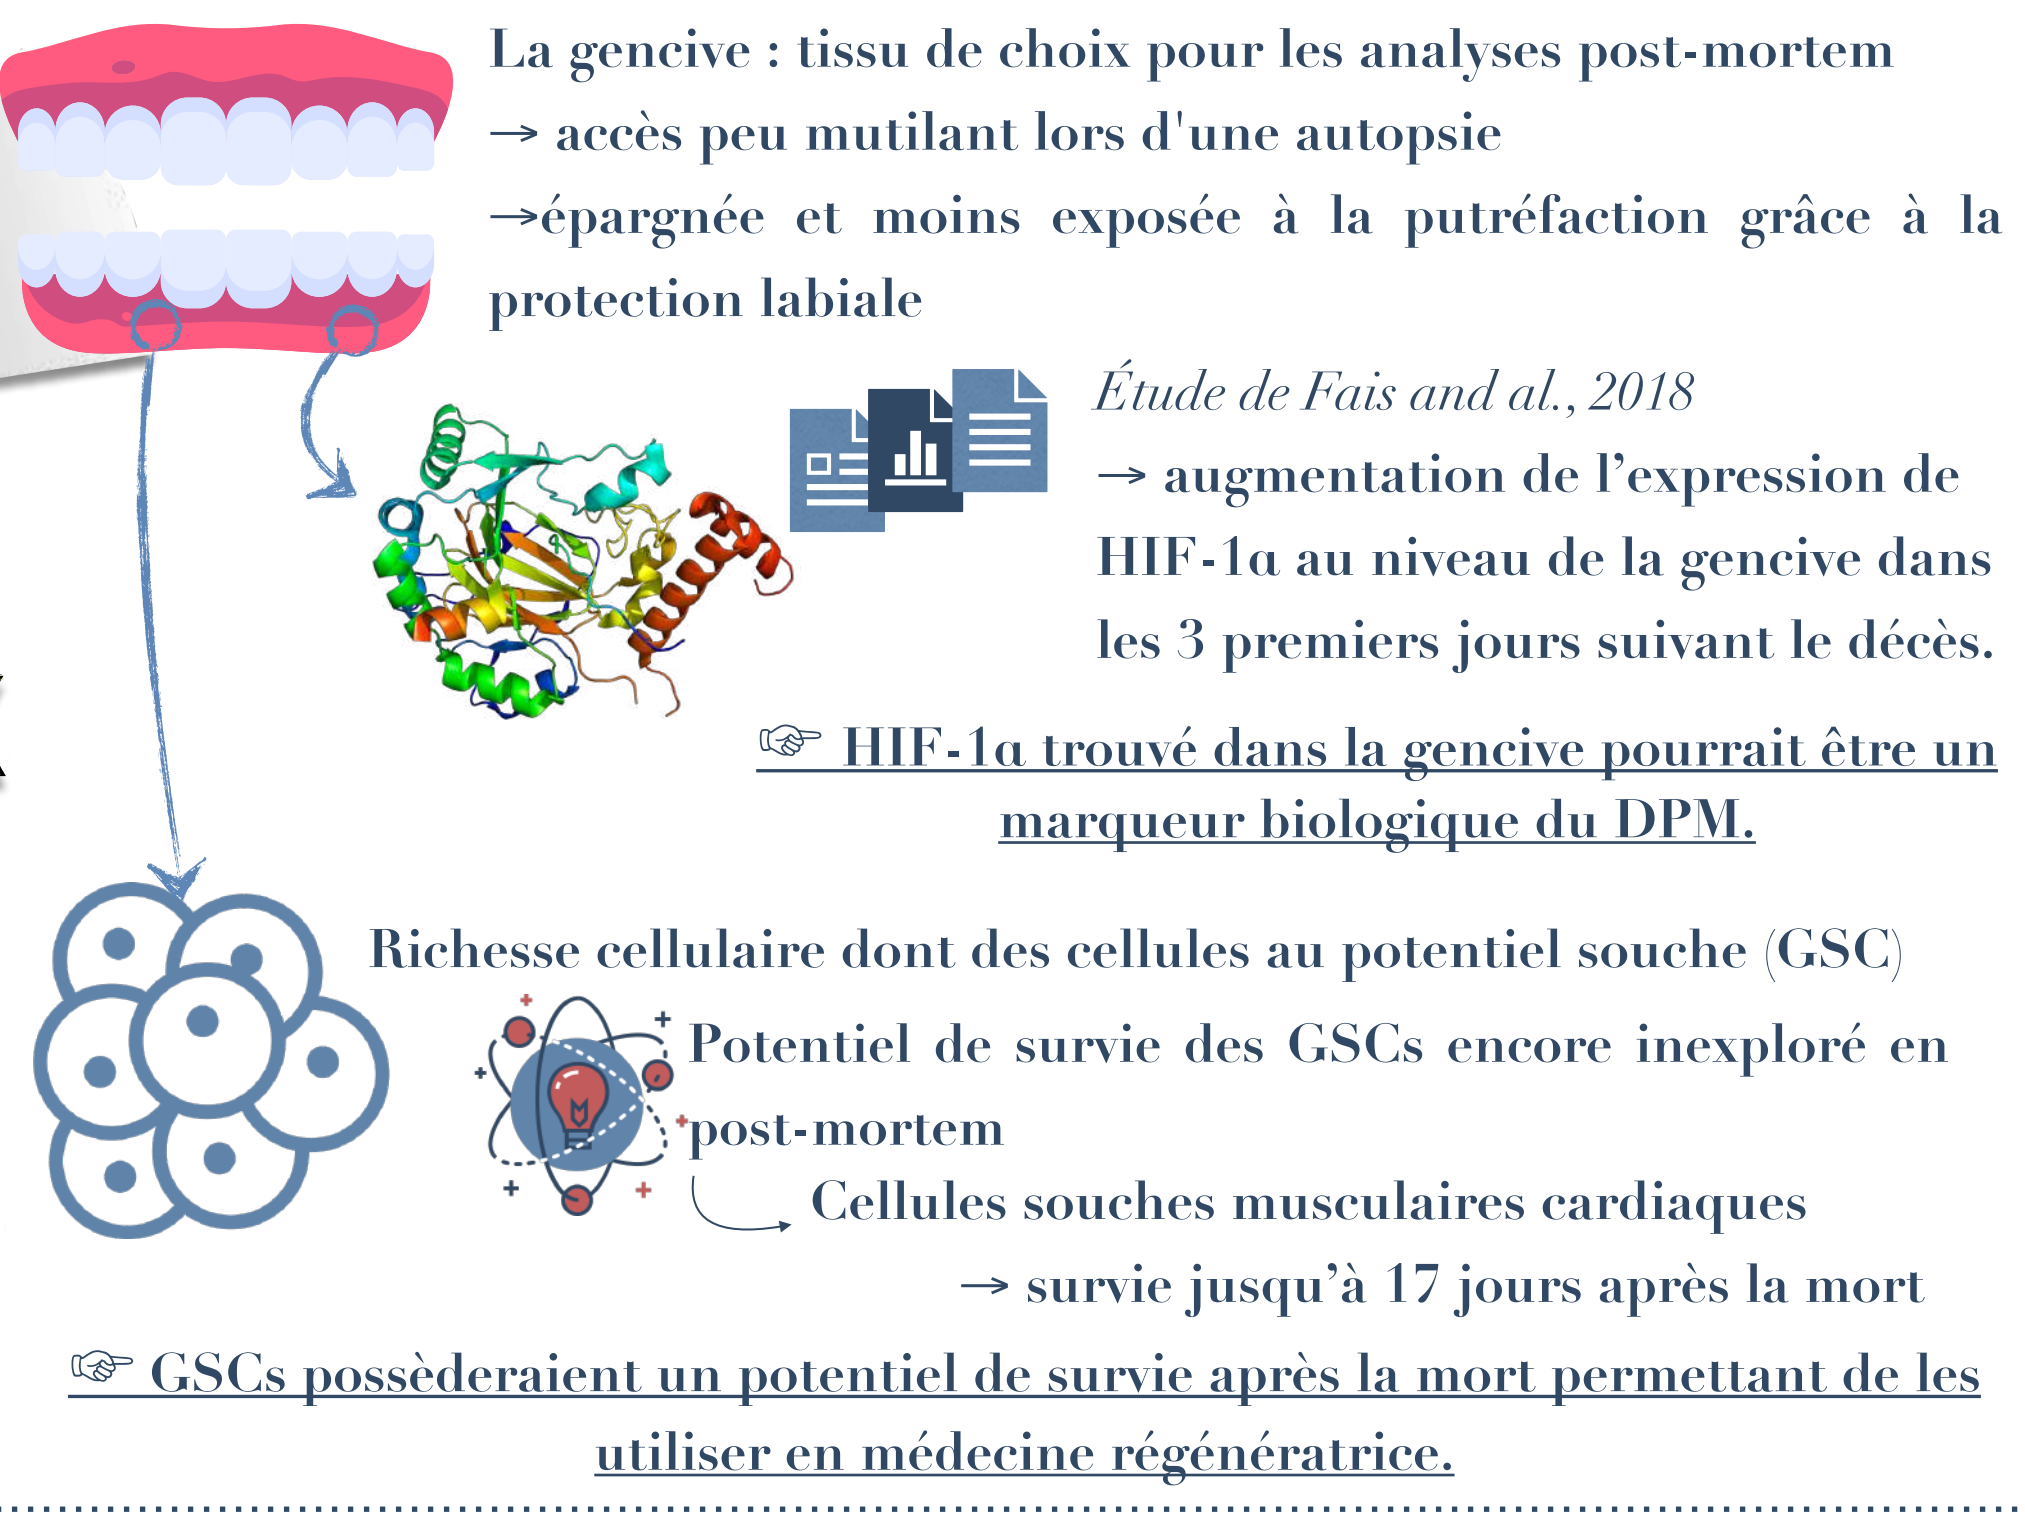 La gencive : tissu de choix pour les analyses post-mortem
→ accès peu mutilant lors d'une autopsie
→épargnée et moins exposée à la putréfaction grâce à la
protection labiale
Étude de Fais and al., 2018
→ augmentation de l’expression de
HIF-1α au niveau de la gencive dans
les 3 premiers jours suivant le décès.
☞ HIF-1α trouvé dans la gencive pourrait être un
marqueur biologique du DPM.
Richesse cellulaire dont des cellules au potentiel souche (GSC)
Potentiel de survie des GSCs encore inexploré en
post-mortem
Cellules souches musculaires cardiaques
→ survie jusqu’à 17 jours après la mort
☞ GSCs possèderaient un potentiel de survie après la mort permettant de les
utiliser en médecine régénératrice.